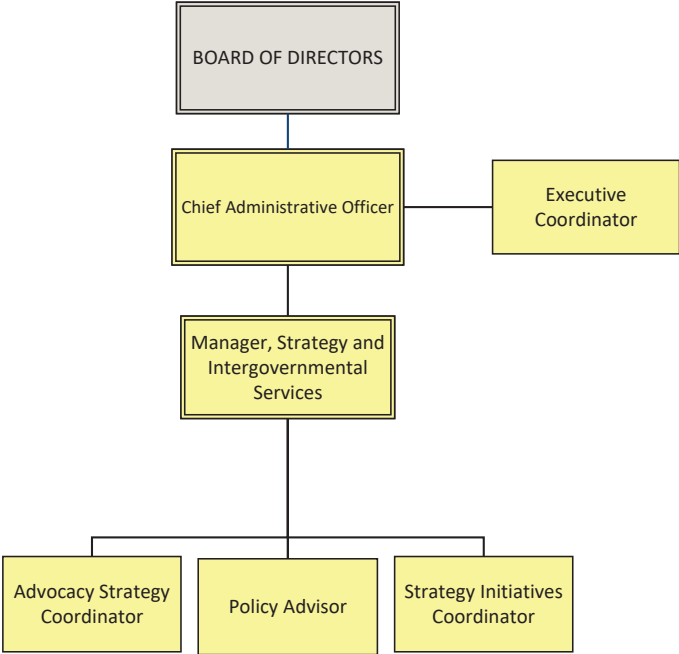 BOARD OF DIRECTORS
Chief Administrative Officer
Executive
Coordinator
Manager, Strategy and
Intergovernmental
Services
Advocacy Strategy
Coordinator
Policy Advisor
Strategy Initiatives
Coordinator